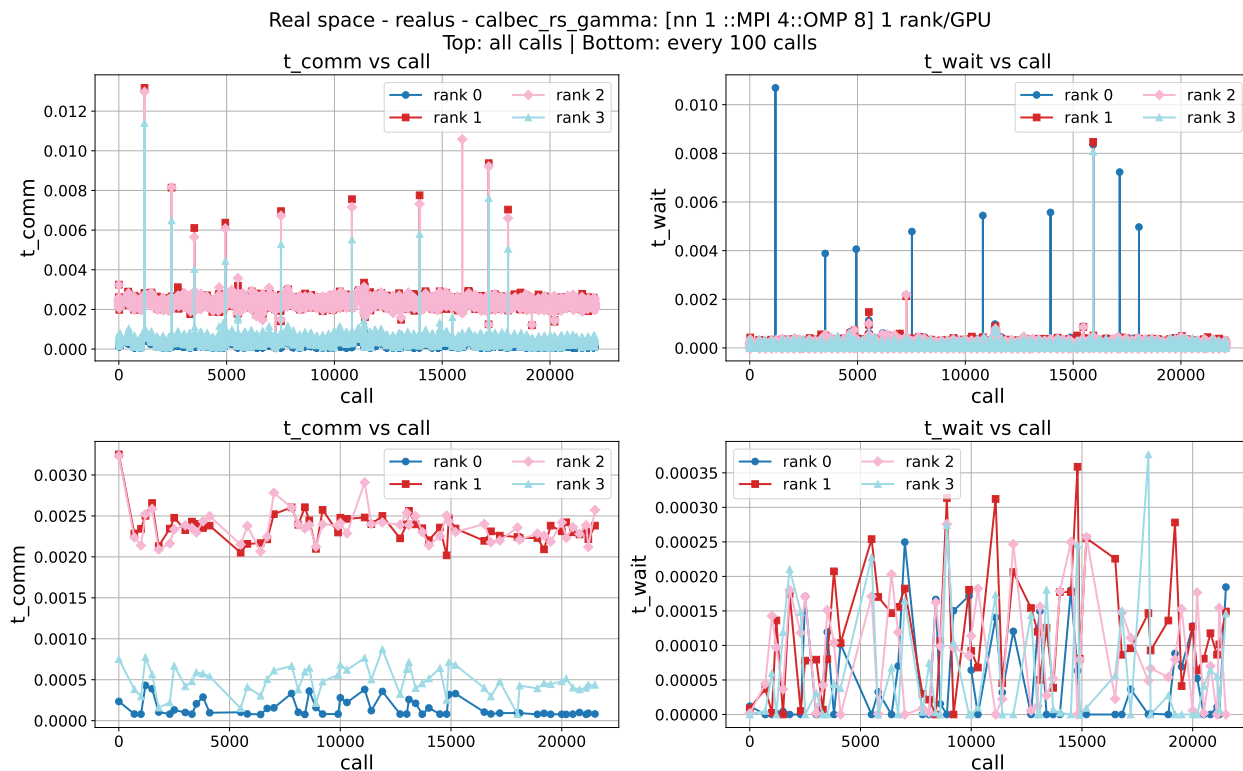 Real space - realus - calbec_rs_gamma: [nn 1 ::MPI 4::OMP 8] 1 rank/GPU
Top: all calls | Bottom: every 100 calls
t_comm vs call
t_comm
0.012
0.010
0.008
0.006
0.004
0.002
0.000
rank 0
rank 1
rank 2
rank 3
0
5000
10000
15000
20000
call
t_wait vs call
t_wait
0.010
0.008
0.006
0.004
0.002
0.000
rank 0
rank 1
rank 2
rank 3
0
5000
10000
15000
20000
call
t_comm vs call
t_comm
0.0030
0.0025
0.0020
0.0015
0.0010
0.0005
0.0000
rank 0
rank 1
rank 2
rank 3
0
5000
10000
15000
20000
call
t_wait vs call
t_wait
0.00035
0.00030
0.00025
0.00020
0.00015
0.00010
0.00005
0.00000
rank 0
rank 1
rank 2
rank 3
0
5000
10000
15000
20000
call